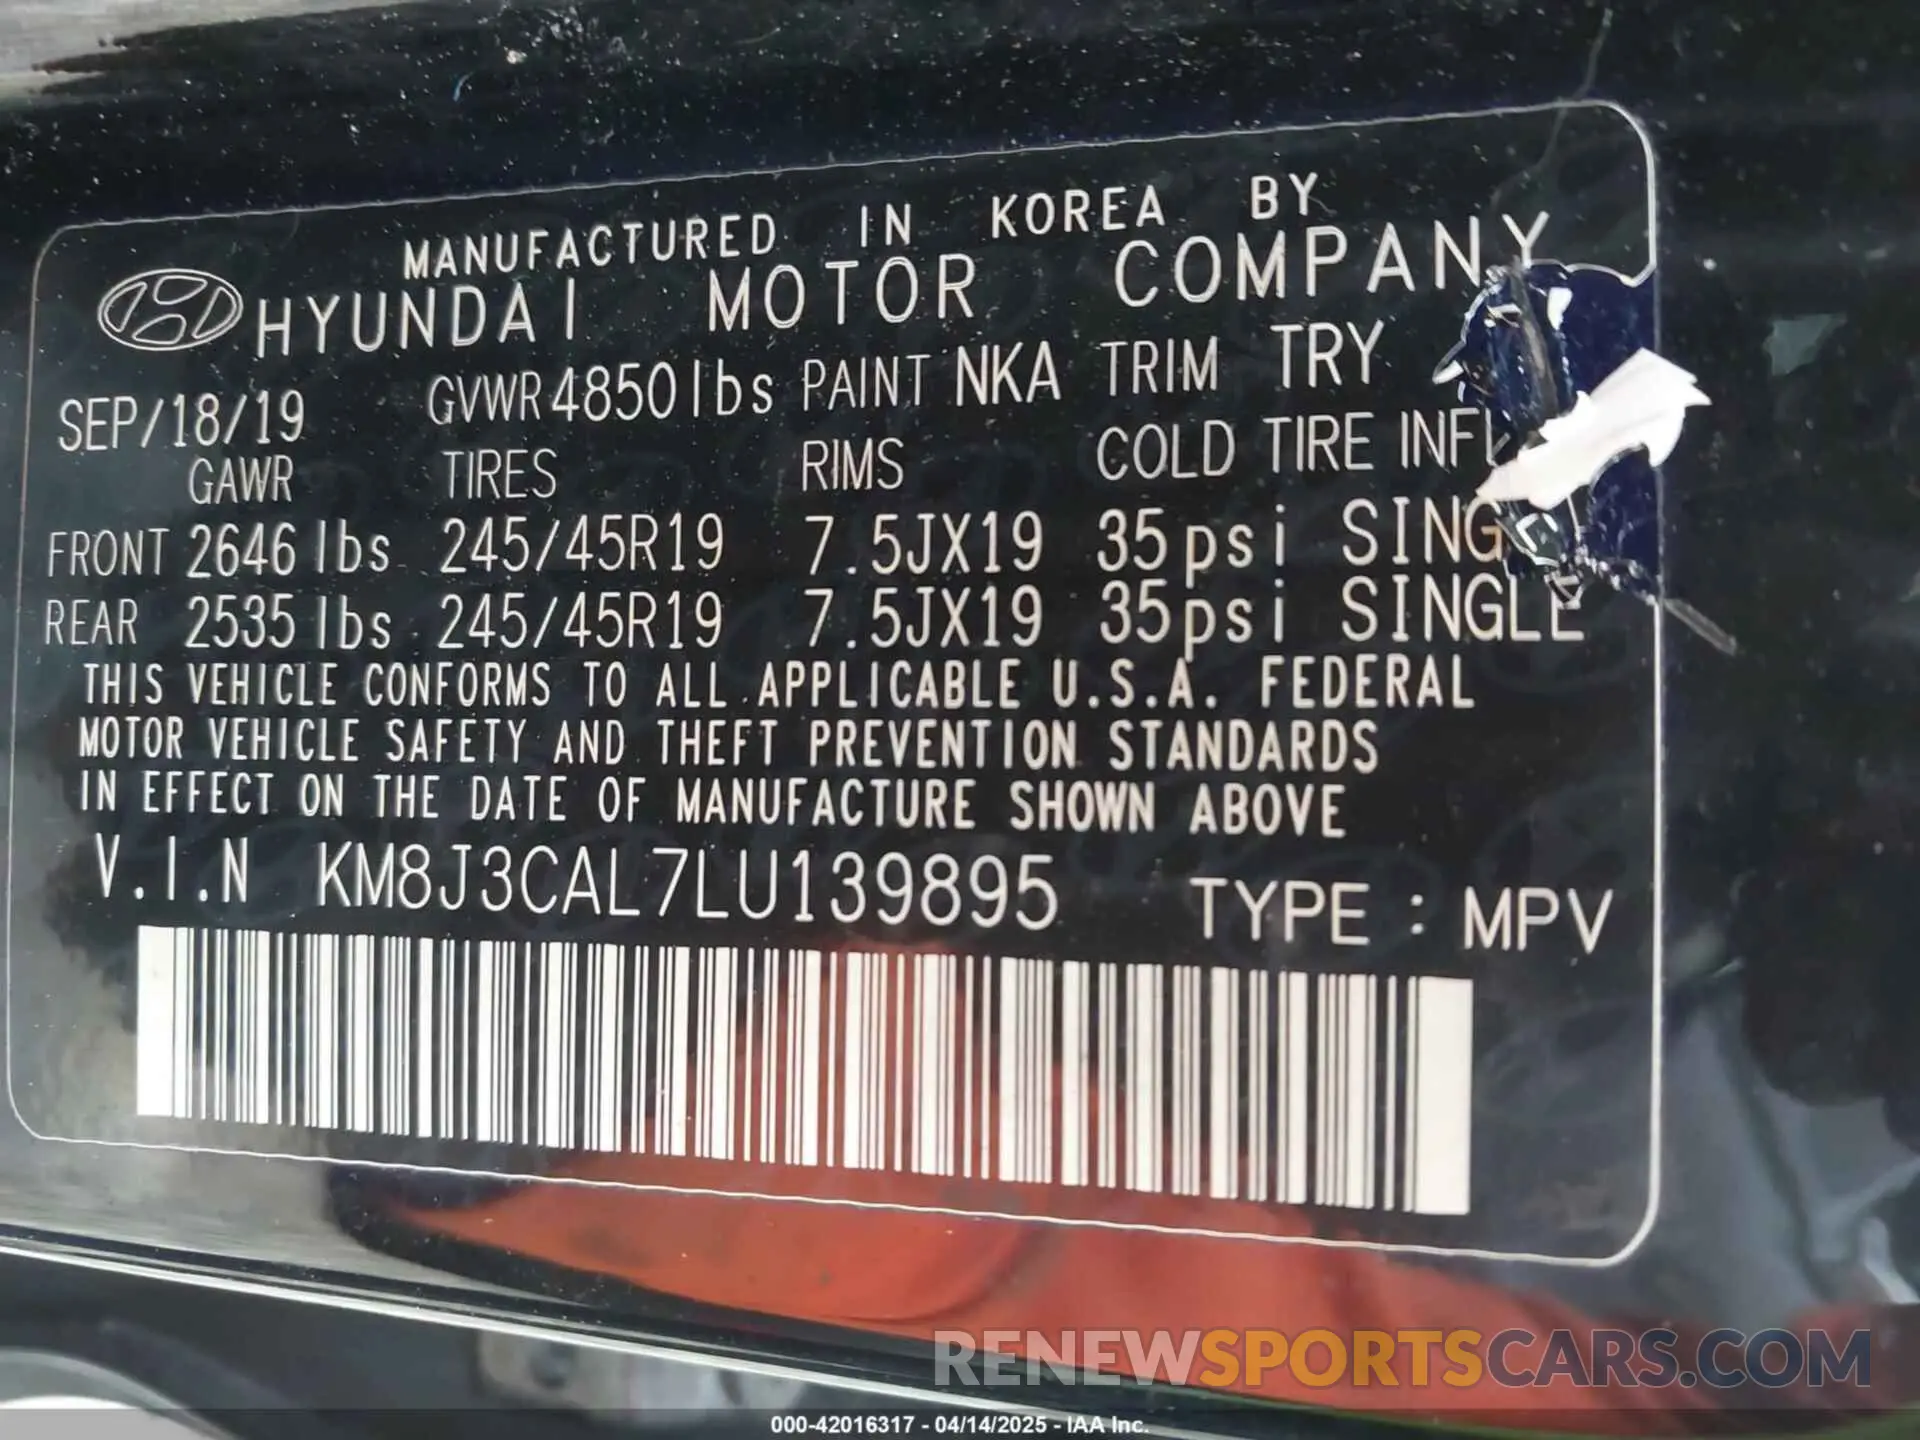 MANUFACTURED IN KOREA BY
HYUNDAI MOTOR COMPANY
SEP/18/19 GVWR 4850 lbs PAINT NKA TRIM TRY
GAWR TIRES RIMS COLD TIRE INFL
FRONT 2646 lbs 245/45R19 7.5JX19 35psi SING
REAR 2535 lbs 245/45R19 7.5JX19 35psi SINGLE
THIS VEHICLE CONFORMS TO ALL APPLICABLE U.S.A. FEDERAL
MOTOR VEHICLE SAFETY AND THEFT PREVENTION STANDARDS
IN EFFECT ON THE DATE OF MANUFACTURE SHOWN ABOVE
V.I.N KM8J3CAL7LU139895 TYPE : MPV
RENEWSPORTSCARS.COM
000-42016317 - 04/14/2025 - IAA Inc.